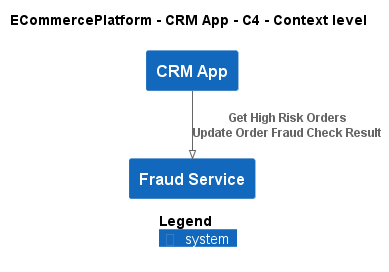 ECommercePlatform - CRM App - C4 - Context level
CRM App
Get High Risk Orders
Update Order Fraud Check Result
Fraud Service
Legend
system